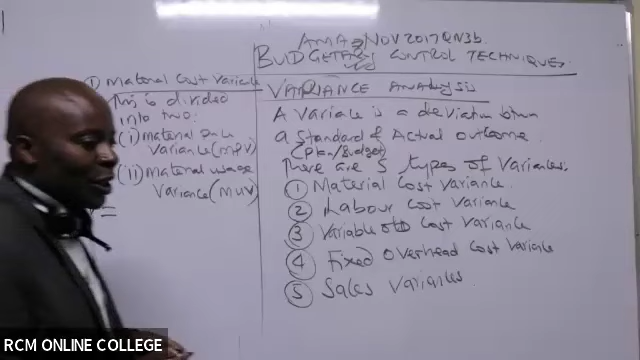 AMA NOV 2017 QN3b
BUDGETARY CONTROL TECHNIQUES.
VARIANCE Analysis
A variance is a deviation btwn
a standard & Actual outcome.
(Plan/Budget)
There are 5 types of Variances.
① Material Cost Variance.
② Labour Cost Variance
③ Variable Cost Variance
④ Fixed Overhead Cost Variance
⑤ Sales Variances.
① Material Cost Variance
This is divided
into two:
(i) material price
Variance (MPV)
(ii) material usage
Variance (MUV)
=
RCM ONLINE COLLEGE